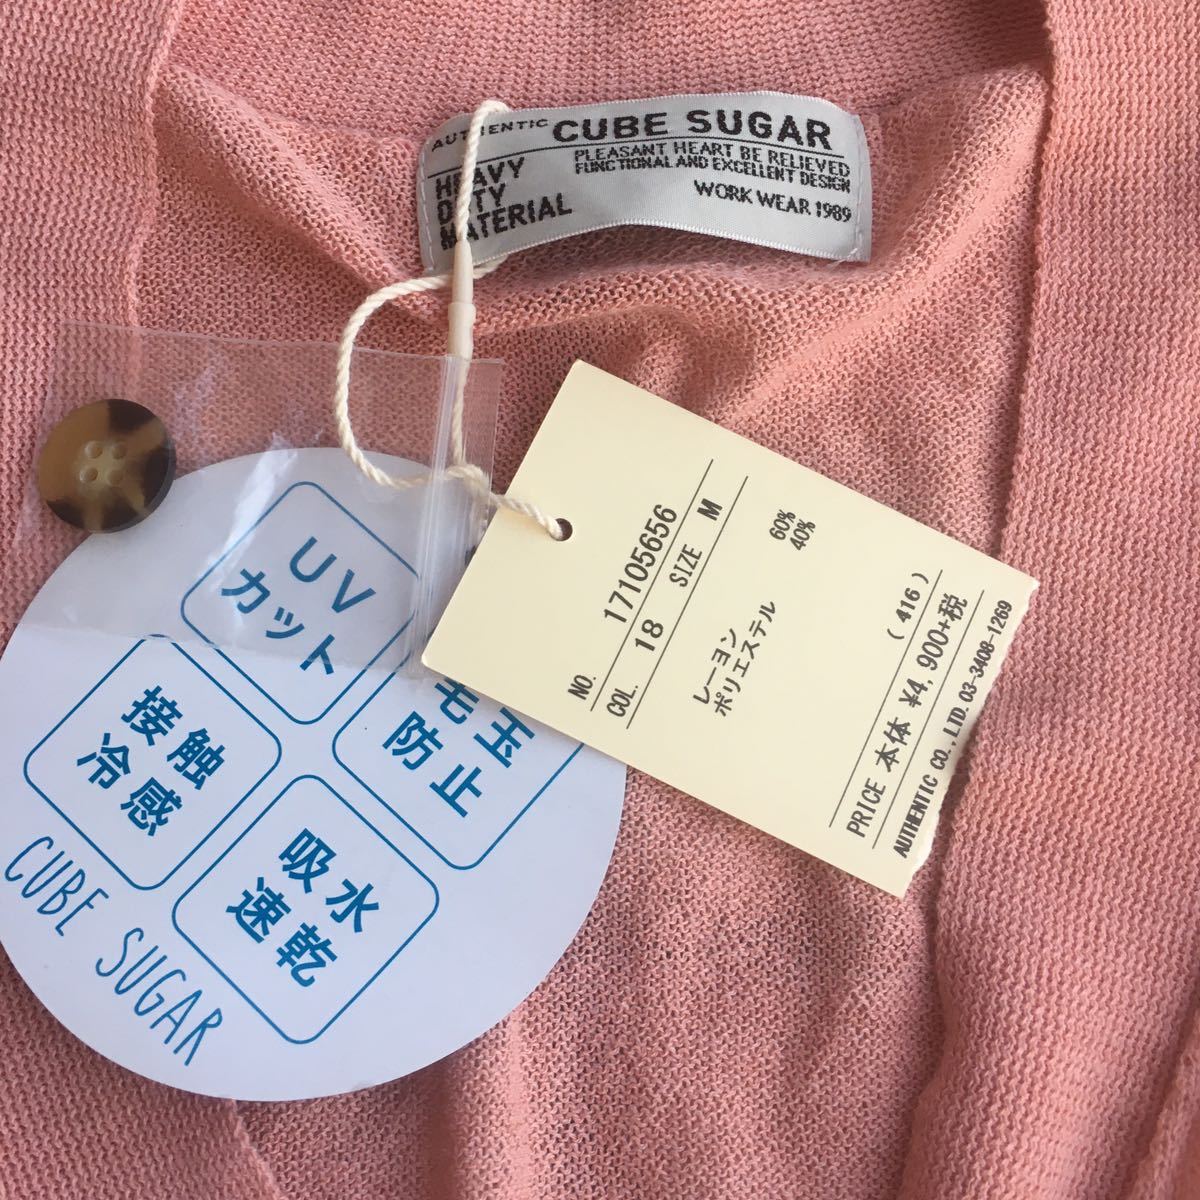 AUTHENTIC CUBE SUGAR
HEAVY
DUTY
MATERIAL
PLEASANT HEART BE RELIEVED
FUNCTIONAL AND EXCELLENT DESIGN
WORK WEAR 1989
UV
カット
毛玉
防止
接触
冷感
吸水
速乾
CUBE SUGAR
NO. 17105656
COL. 18 SIZE M
レーヨン 60%
ポリエステル 40%
(416)
PRICE 本体 ¥4,900+税
AUTHENTIC CO. LTD. 03-3408-1269